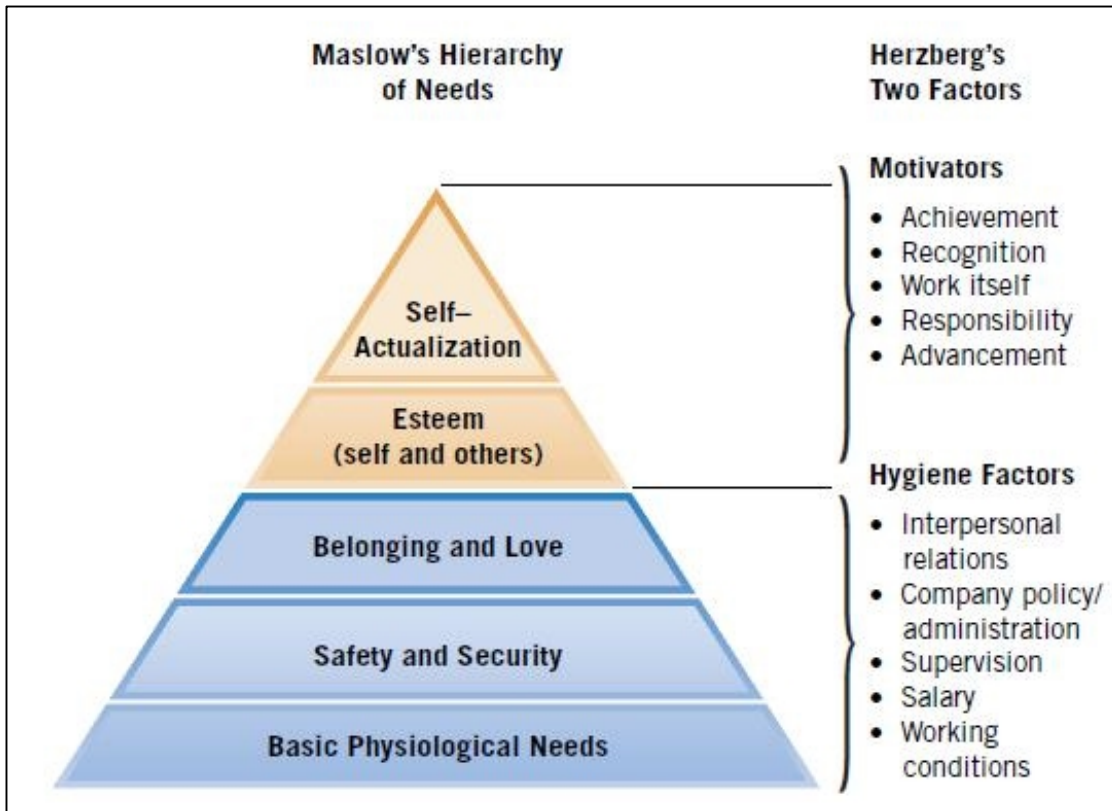 Maslow's Hierarchy
of Needs
Self–
Actualization
Esteem
(self and others)
Belonging and Love
Safety and Security
Basic Physiological Needs
Herzberg's
Two Factors
Motivators
• Achievement
• Recognition
• Work itself
• Responsibility
• Advancement
Hygiene Factors
• Interpersonal
relations
• Company policy/
administration
• Supervision
• Salary
• Working
conditions